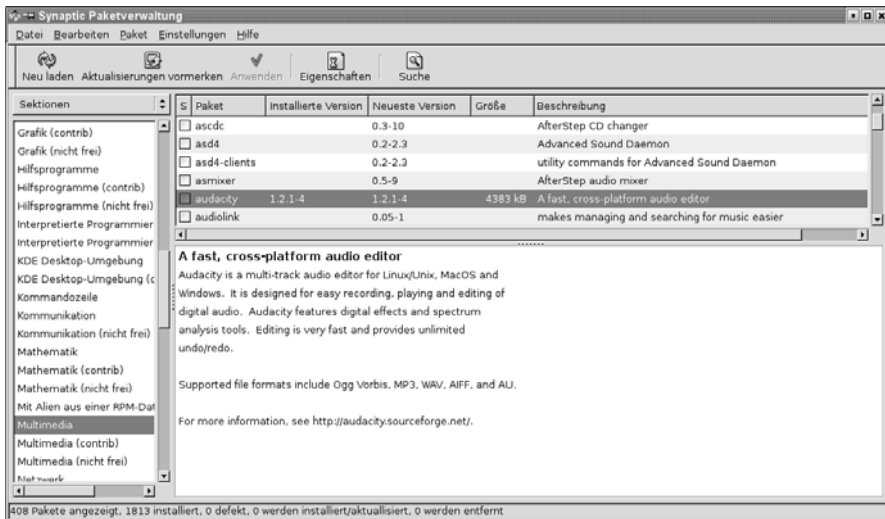 Synaptic Paketverwaltung
Datei Bearbeiten Paket Einstellungen Hilfe
Neu laden Aktualisierungen vormerken Anwenden Eigenschaften Suche
Sektionen
Grafik (contrib)
Grafik (nicht frei)
Hilfsprogramme
Hilfsprogramme (contrib)
Hilfsprogramme (nicht frei)
Interpretierte Programmier
Interpretierte Programmier
KDE Desktop-Umgebung
KDE Desktop-Umgebung (c
Kommandozeile
Kommunikation
Kommunikation (nicht frei)
Mathematik
Mathematik (contrib)
Mathematik (nicht frei)
Mit Alien aus einer RPM-Dat
Multimedia
Multimedia (contrib)
Multimedia (nicht frei)
Netzwerk
S Paket Installierte Version Neueste Version Größe Beschreibung
ascdc 0.3-10 AfterStep CD changer
asd4 0.2-2.3 Advanced Sound Daemon
asd4-clients 0.2-2.3 utility commands for Advanced Sound Daemon
asmixer 0.5-9 AfterStep audio mixer
audacity 1.2.1-4 1.2.1-4 4383 kB A fast, cross-platform audio editor
audiolink 0.05-1 makes managing and searching for music easier
A fast, cross-platform audio editor
Audacity is a multi-track audio editor for Linux/Unix, MacOS and
Windows. It is designed for easy recording, playing and editing of
digital audio. Audacity features digital effects and spectrum
analysis tools. Editing is very fast and provides unlimited
undo/redo.
Supported file formats include Ogg Vorbis, MP3, WAV, AIFF, and AU.
For more information, see http://audacity.sourceforge.net/.
408 Pakete angezeigt, 1813 installiert, 0 defekt, 0 werden installiert/aktuallisiert, 0 werden entfernt